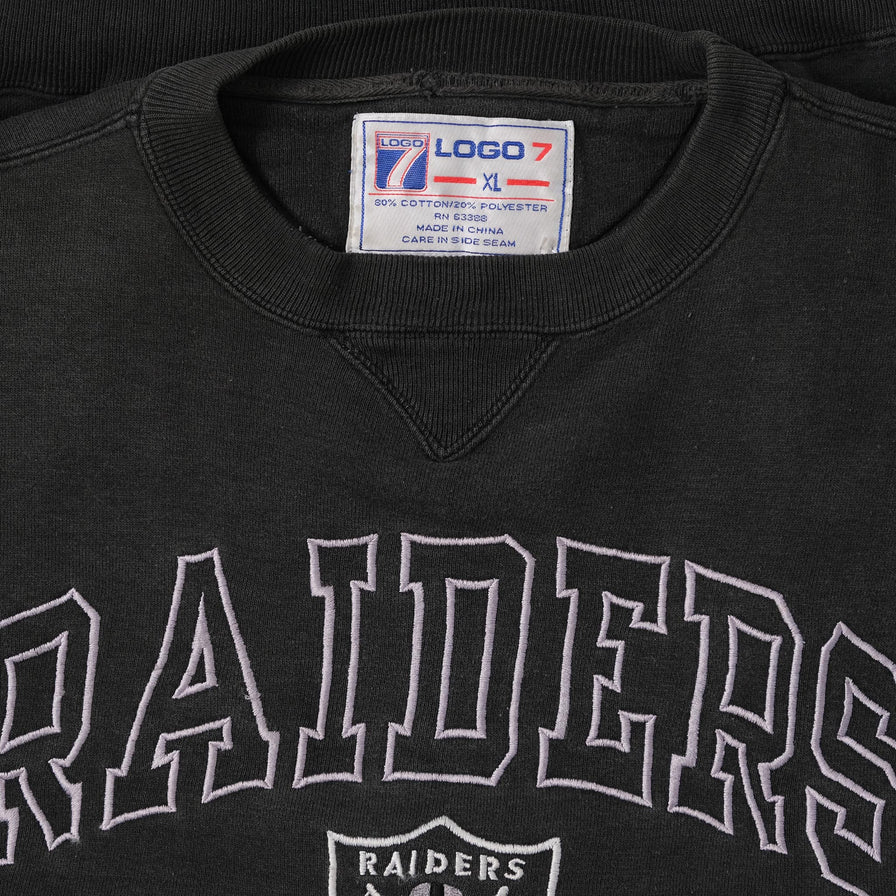 LOGO
7
LOGO 7
XL
80% COTTON/20% POLYESTER
RN 63388
MADE IN CHINA
CARE IN SIDE SEAM
RAIDERS
RAIDERS